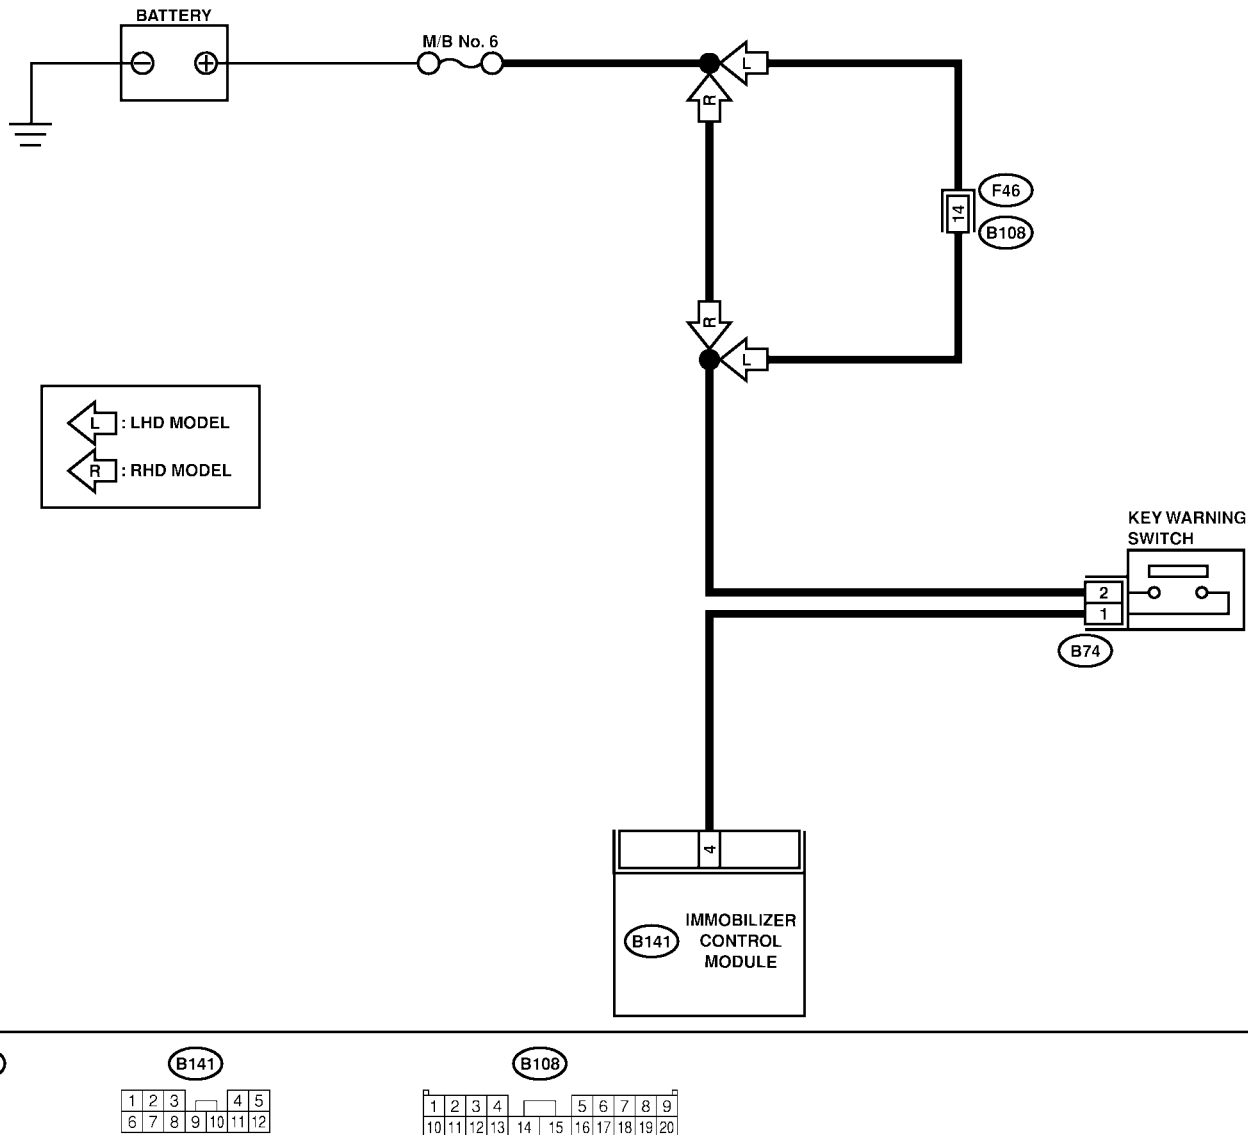 BATTERY
M/B No. 6
L
R
F46
14
B108
R
L
L : LHD MODEL
R : RHD MODEL
KEY WARNING
SWITCH
2
1
B74
4
B141
IMMOBILIZER
CONTROL
MODULE
B141
B108
1 2 3 4 5
6 7 8 9 10 11 12
1 2 3 4 5 6 7 8 9
10 11 12 13 14 15 16 17 18 19 20